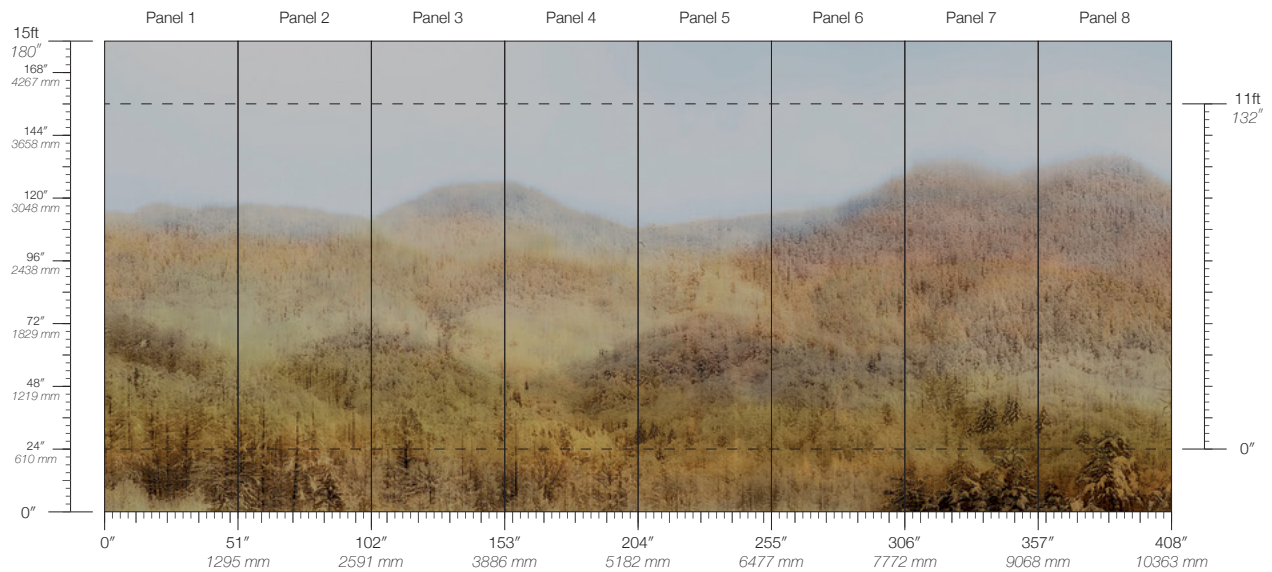 Panel 1 Panel 2 Panel 3 Panel 4 Panel 5 Panel 6 Panel 7 Panel 8
15ft
180″
168″
4267 mm
11ft
132″
144″
3658 mm
120″
3048 mm
96″
2438 mm
72″
1829 mm
48″
1219 mm
24″
610 mm
0″
0″
0″ 51″ 102″ 153″ 204″ 255″ 306″ 357″ 408″
1295 mm 2591 mm 3886 mm 5182 mm 6477 mm 7772 mm 9068 mm 10363 mm